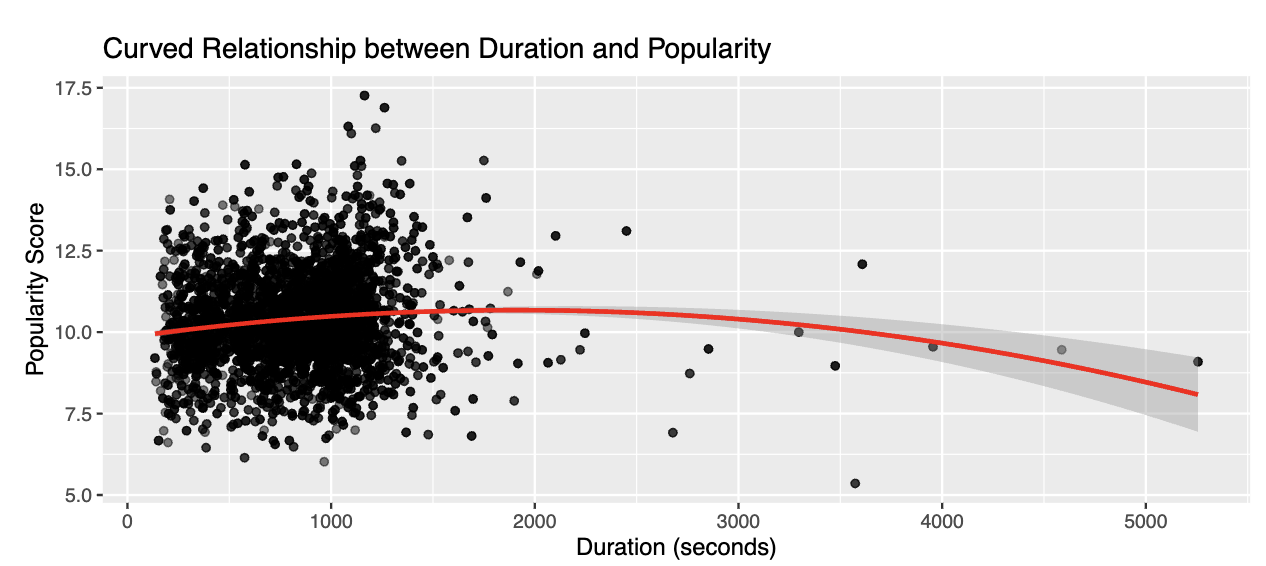 Curved Relationship between Duration and Popularity
17.5
15.0
12.5
10.0
7.5
5.0
Popularity Score
0 1000 2000 3000 4000 5000
Duration (seconds)